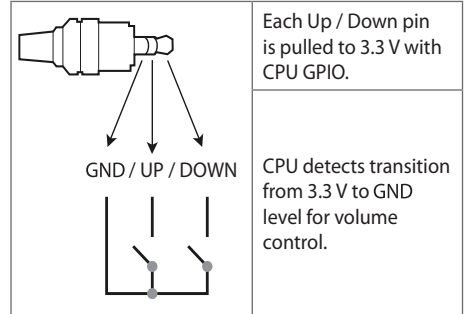 Each Up / Down pin
is pulled to 3.3 V with
CPU GPIO.
GND / UP / DOWN
CPU detects transition
from 3.3 V to GND
level for volume
control.